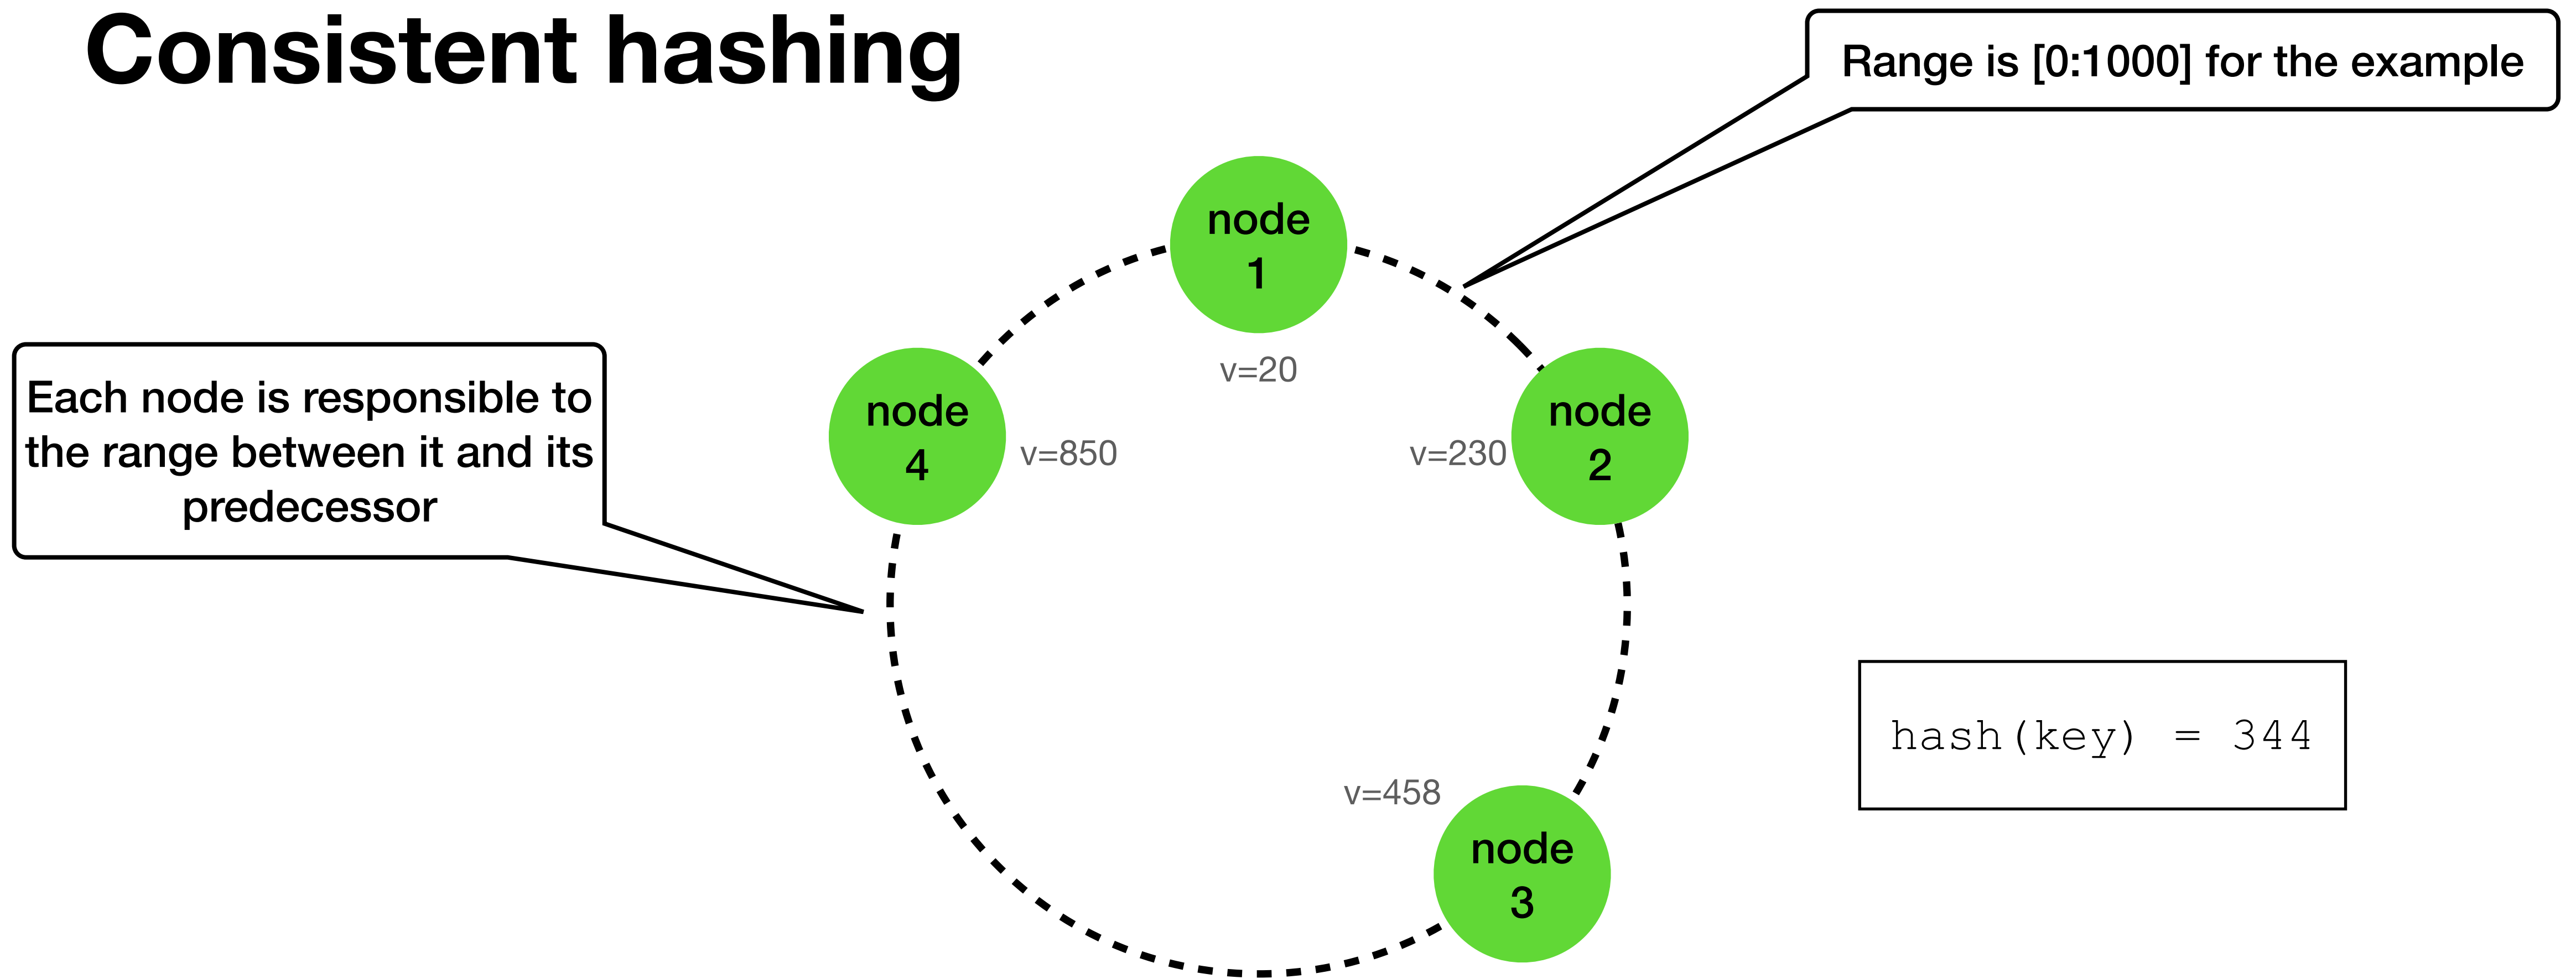 Consistent hashing
Range is [0:1000] for the example
node
1
v=20
node
4
v=850
v=230
node
2
Each node is responsible to
the range between it and its
predecessor
hash(key) = 344
v=458
node
3